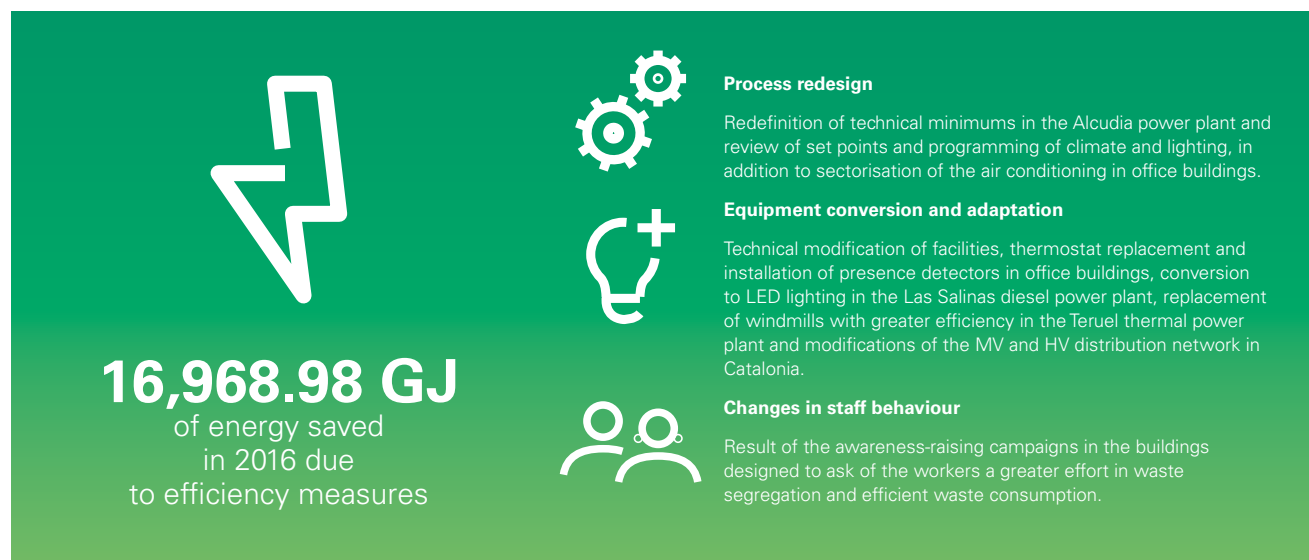 16,968.98 GJ
of energy saved
in 2016 due
to efficiency measures
Process redesign
Redefinition of technical minimums in the Alcudia power plant and
review of set points and programming of climate and lighting, in
addition to sectorisation of the air conditioning in office buildings.
Equipment conversion and adaptation
Technical modification of facilities, thermostat replacement and
installation of presence detectors in office buildings, conversion
to LED lighting in the Las Salinas diesel power plant, replacement
of windmills with greater efficiency in the Teruel thermal power
plant and modifications of the MV and HV distribution network in
Catalonia.
Changes in staff behaviour
Result of the awareness-raising campaigns in the buildings
designed to ask of the workers a greater effort in waste
segregation and efficient waste consumption.